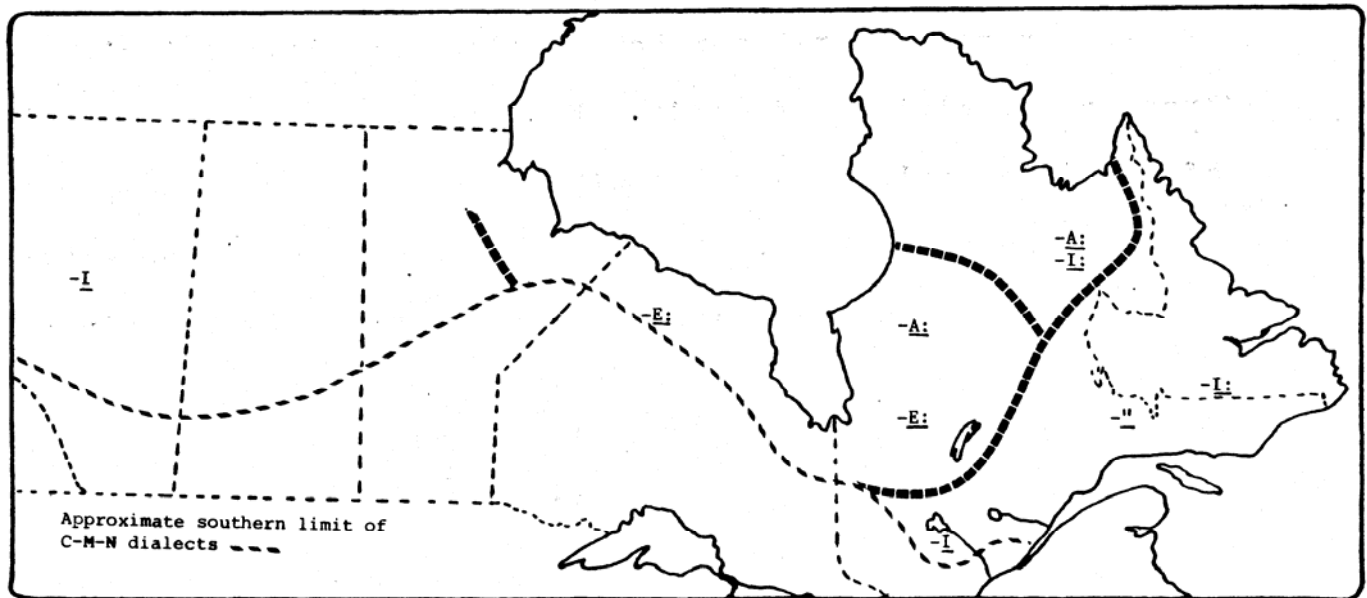 -A:
-I:
-I
-E:
-A:
-I:
-E:
-"
Approximate southern limit of
C-M-N dialects
-I